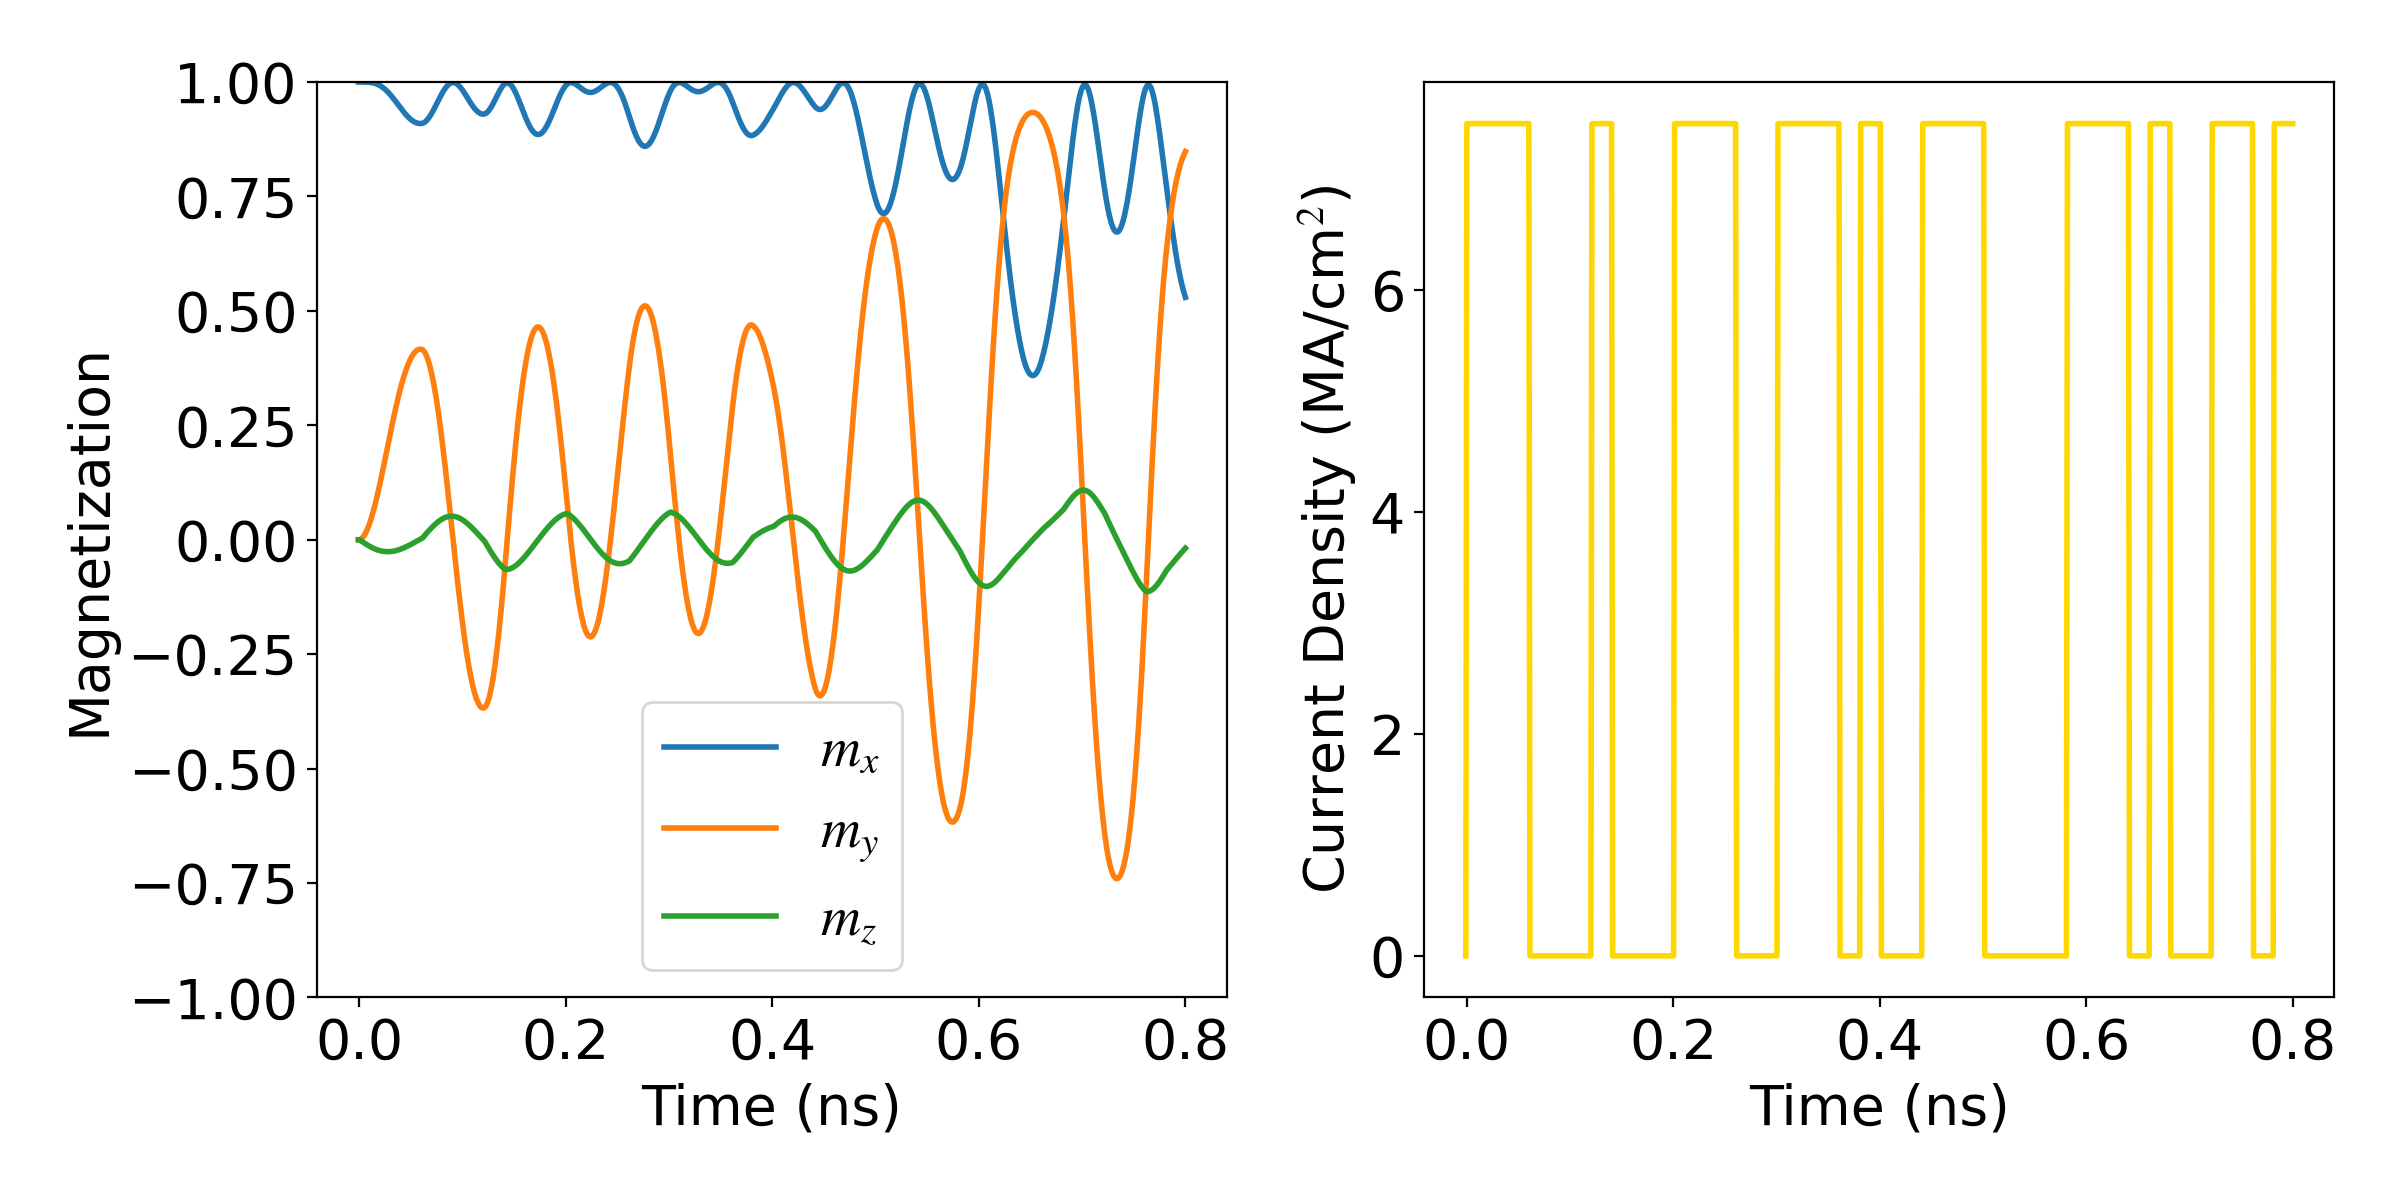 Magnetization
1.00
0.75
0.50
0.25
0.00
−0.25
−0.50
−0.75
−1.00
0.0 0.2 0.4 0.6 0.8
Time (ns)
m_x
m_y
m_z
Current Density (MA/cm²)
6
4
2
0
0.0 0.2 0.4 0.6 0.8
Time (ns)